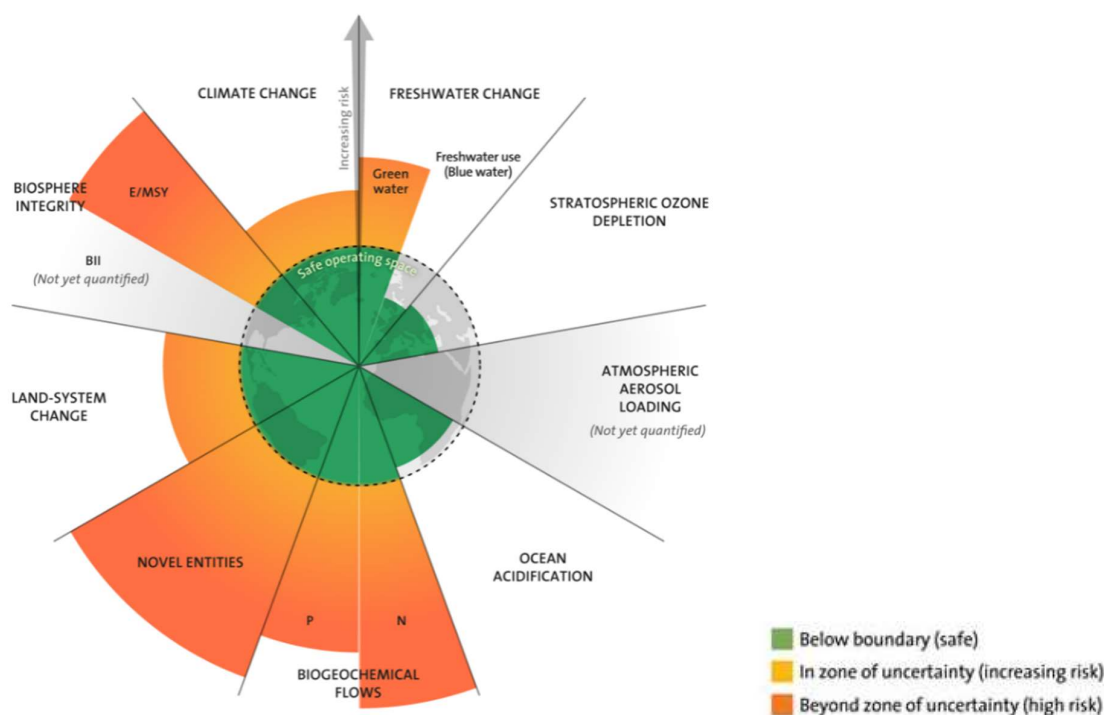 CLIMATE CHANGE
FRESHWATER CHANGE
Increasing risk
Freshwater use
(Blue water)
Green
water
BIOSPHERE
INTEGRITY
E/MSY
STRATOSPHERIC OZONE
DEPLETION
BII
(Not yet quantified)
Safe operating space
ATMOSPHERIC
AEROSOL
LOADING
(Not yet quantified)
LAND-SYSTEM
CHANGE
NOVEL ENTITIES
OCEAN
ACIDIFICATION
P
N
BIOGEOCHEMICAL
FLOWS
Below boundary (safe)
In zone of uncertainty (increasing risk)
Beyond zone of uncertainty (high risk)